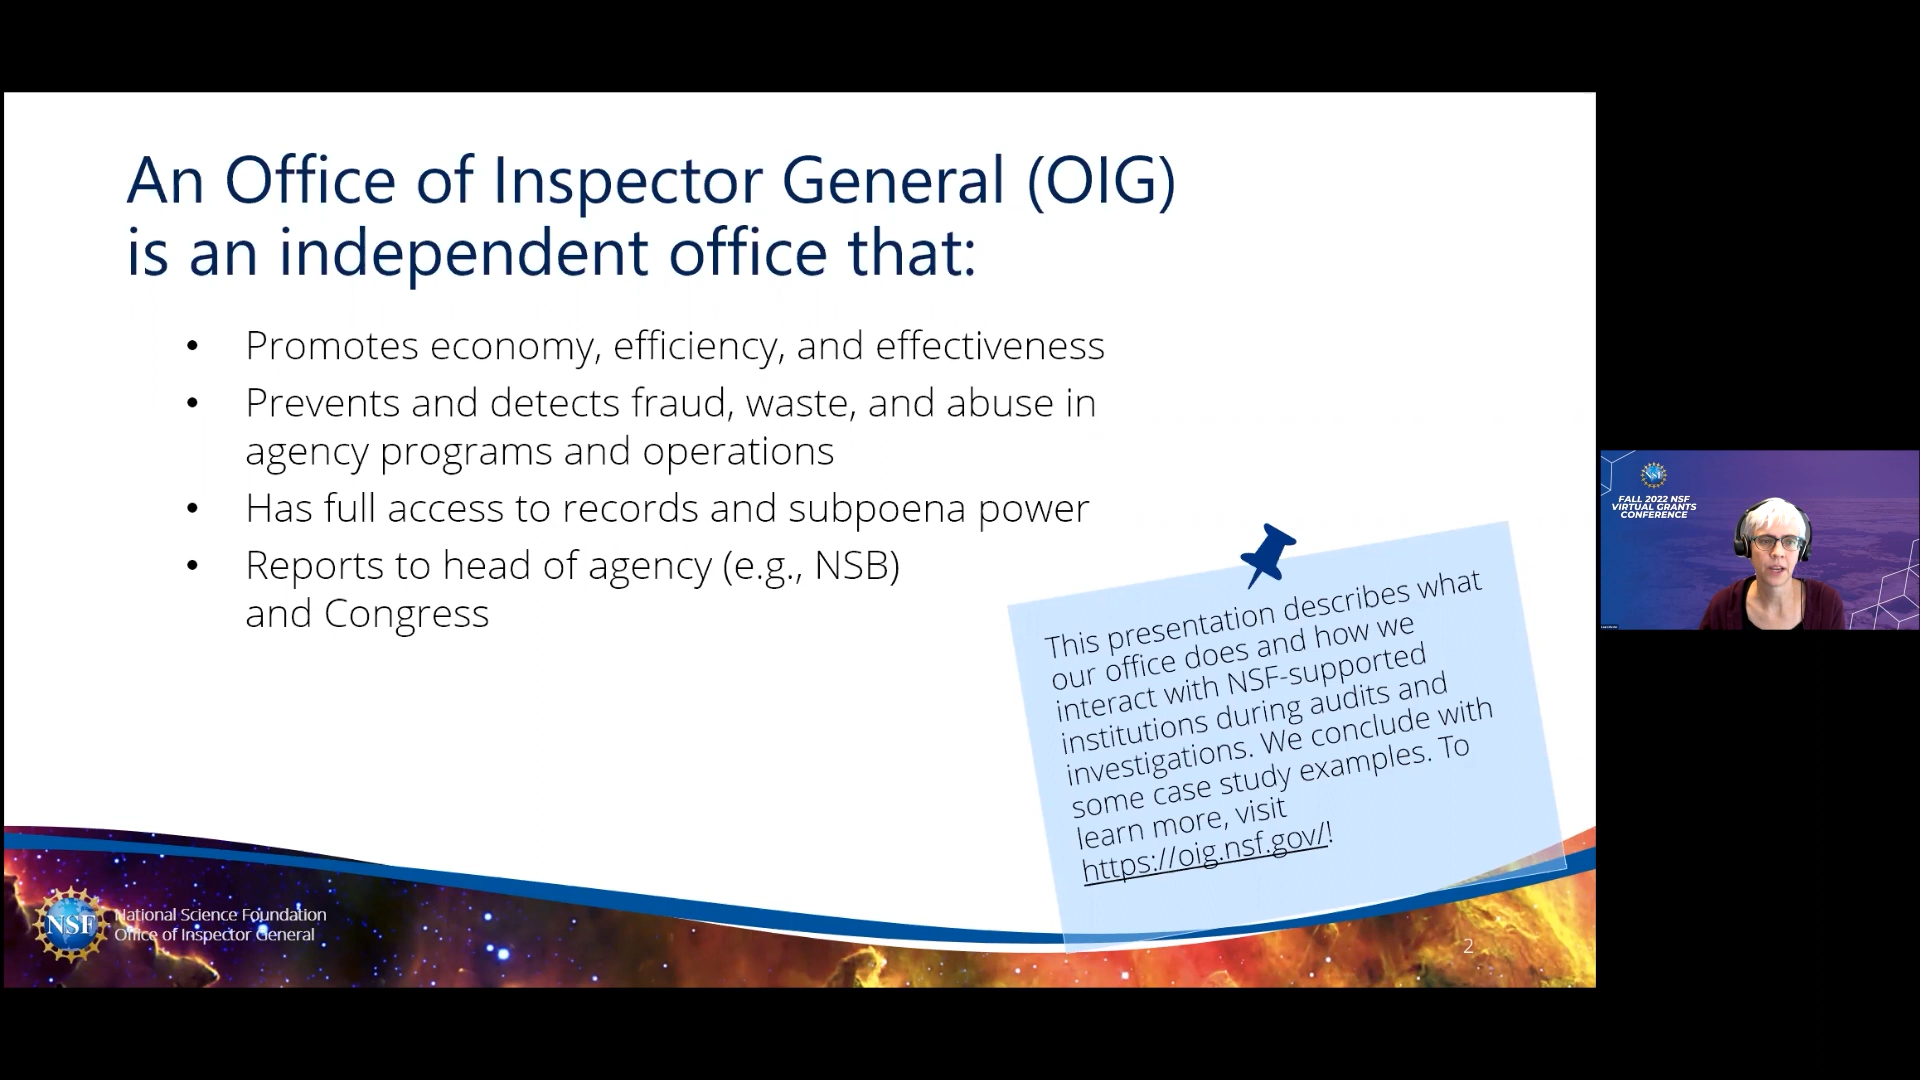 An Office of Inspector General (OIG)
is an independent office that:
• Promotes economy, efficiency, and effectiveness
• Prevents and detects fraud, waste, and abuse in
agency programs and operations
• Has full access to records and subpoena power
• Reports to head of agency (e.g., NSB)
and Congress
This presentation describes what
our office does and how we
interact with NSF-supported
institutions during audits and
investigations. We conclude with
some case study examples. To
learn more, visit
https://oig.nsf.gov/!
NSF
National Science Foundation
Office of Inspector General
2
NSF
FALL 2022 NSF
VIRTUAL GRANTS
CONFERENCE